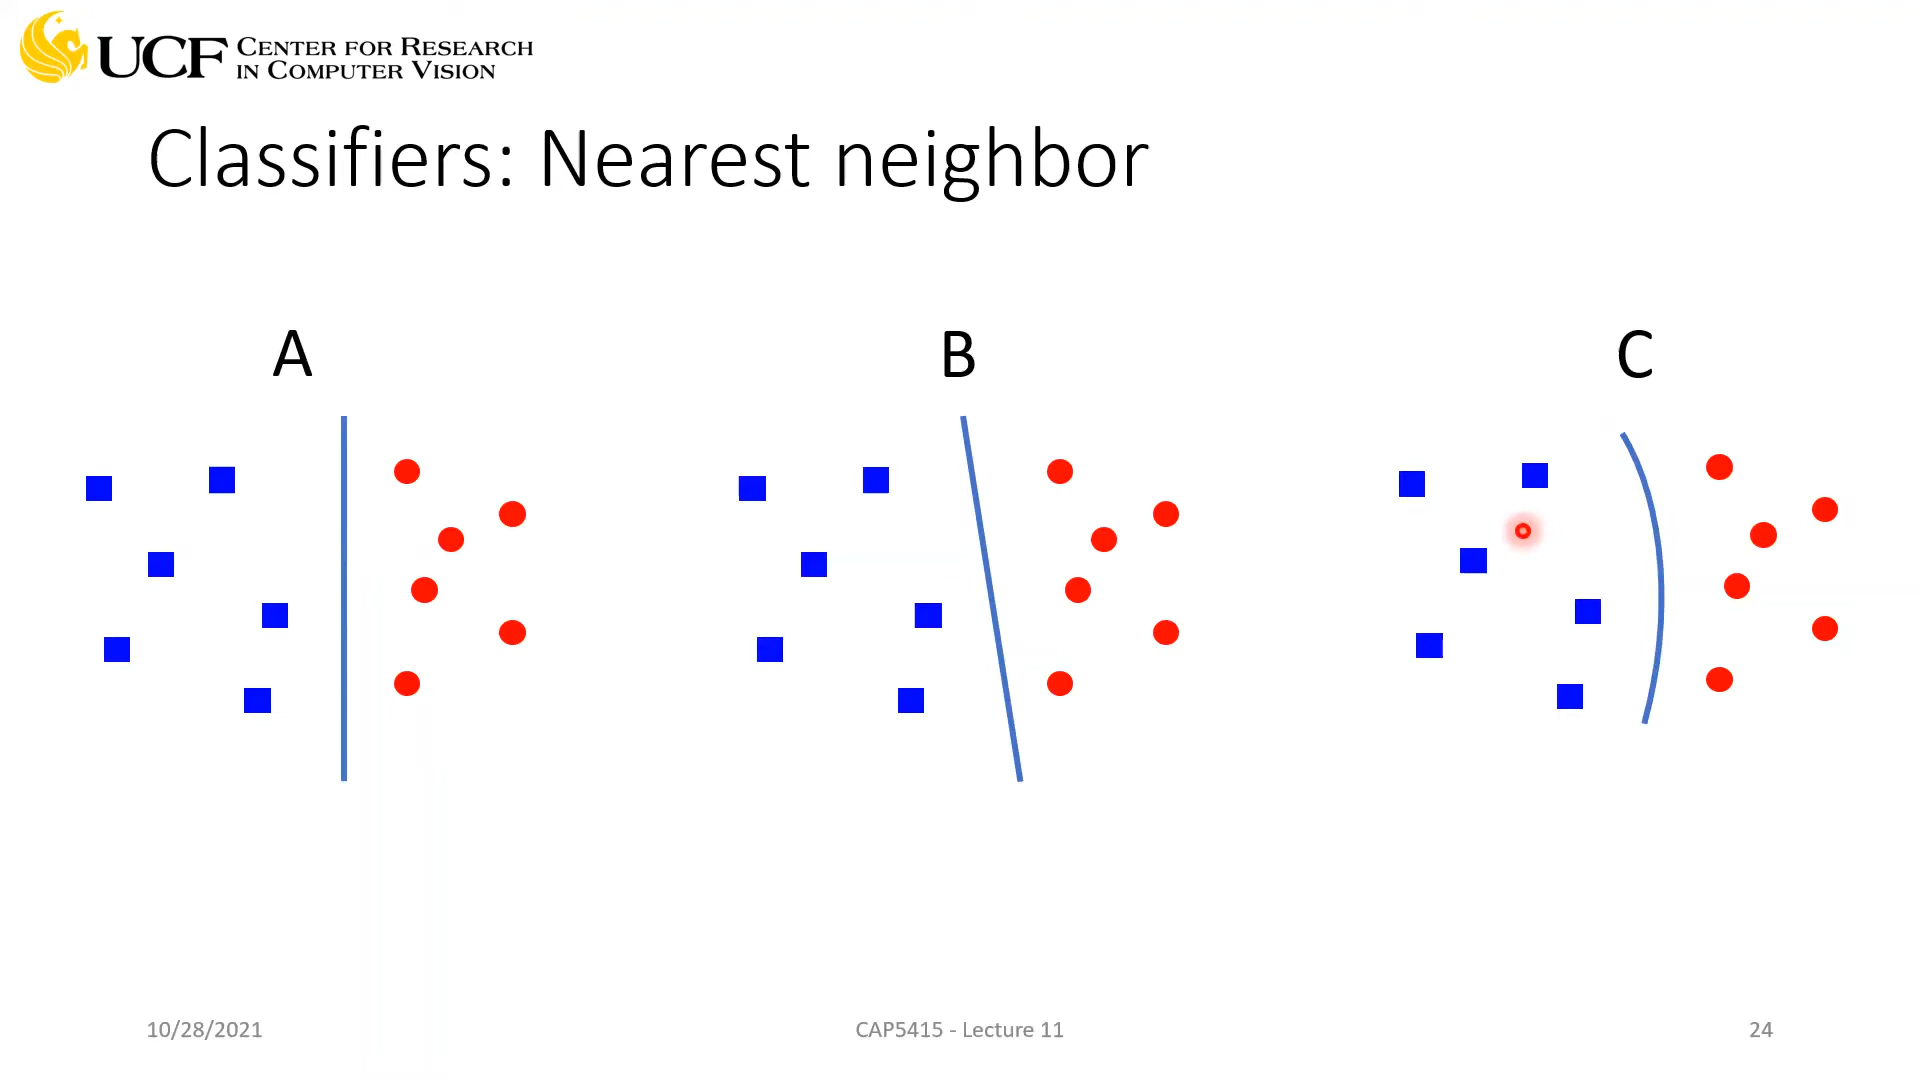 UCF CENTER FOR RESEARCH
IN COMPUTER VISION
Classifiers: Nearest neighbor
A B C
10/28/2021 CAP5415 - Lecture 11 24